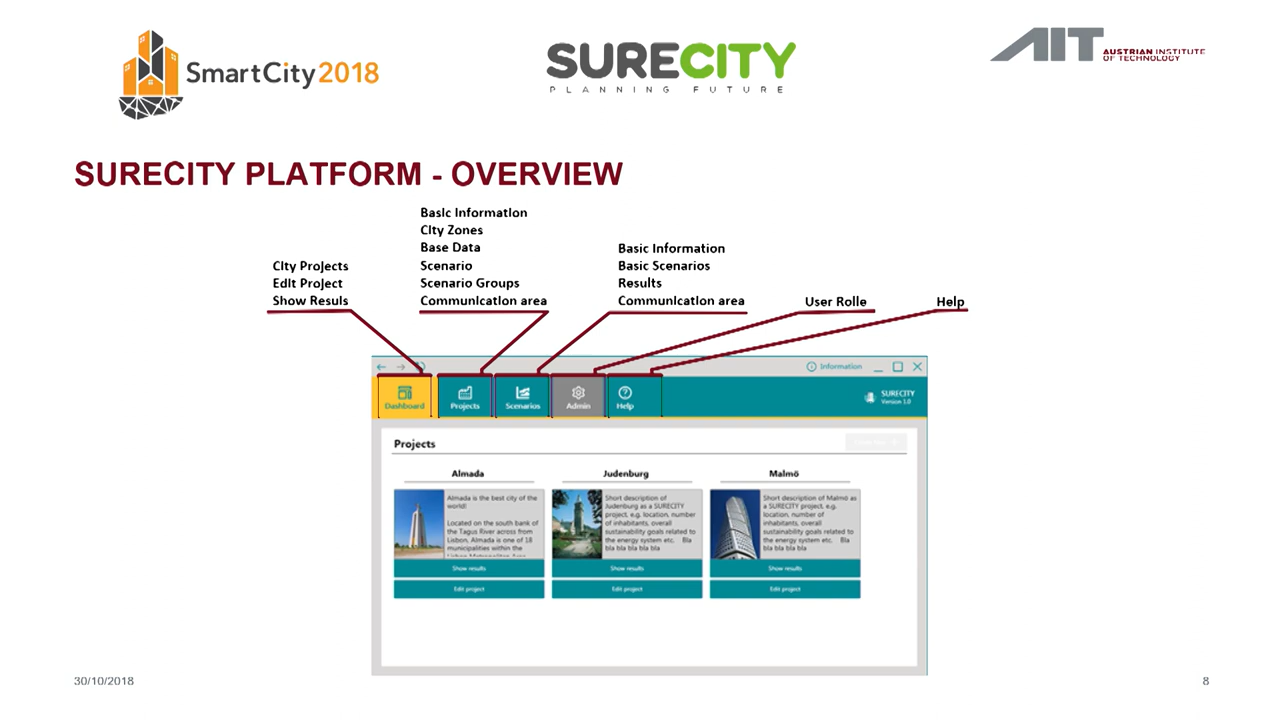 SmartCity2018
SURECITY
PLANNING FUTURE
AIT
AUSTRIAN INSTITUTE
OF TECHNOLOGY
SURECITY PLATFORM - OVERVIEW
City Projects
Edit Project
Show Resuls
Basic Information
City Zones
Base Data
Scenario
Scenario Groups
Communication area
Basic Information
Basic Scenarios
Results
Communication area
User Rolle
Help
Information
Dashboard
Projects
Scenarios
Admin
Help
SURECITY
Version 1.0
Projects
Almada
Almada is the best city of the
world!
Located on the south bank of
the Tagus River across from
Lisbon, Almada is one of 18
municipalities within the
Lisbon Metropolitan Area
Show results
Edit project
Judenburg
Short description of
Judenburg as a SURECITY
project, e.g. location, number
of inhabitants, overall
sustainability goals related to
the energy system etc. Bla
bla bla bla bla
Show results
Edit project
Malmö
Short description of Malmö as
a SURECITY project, e.g.
location, number of
inhabitants, overall
sustainability goals related to
the energy system etc. Bla
bla bla bla bla
Show results
Edit project
30/10/2018
8